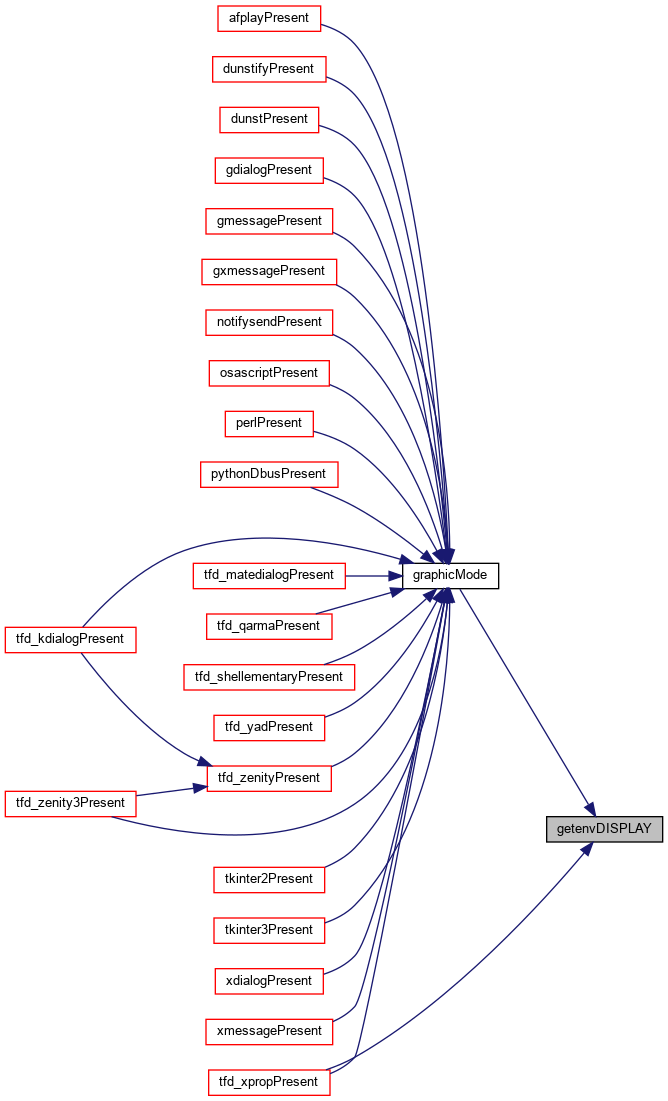 afplayPresent
dunstifyPresent
dunstPresent
gdialogPresent
gmessagePresent
gxmessagePresent
notifysendPresent
osascriptPresent
perlPresent
pythonDbusPresent
tfd_matedialogPresent
graphicMode
tfd_qarmaPresent
tfd_kdialogPresent
tfd_shellementaryPresent
tfd_yadPresent
tfd_zenityPresent
tfd_zenity3Present
getenvDISPLAY
tkinter2Present
tkinter3Present
xdialogPresent
xmessagePresent
tfd_xpropPresent